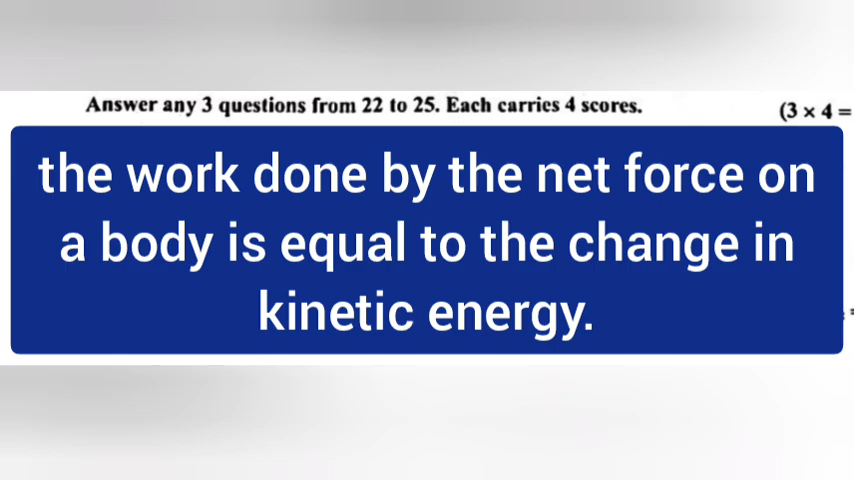 Answer any 3 questions from 22 to 25. Each carries 4 scores.
(3 × 4 =
the work done by the net force on
a body is equal to the change in
kinetic energy.